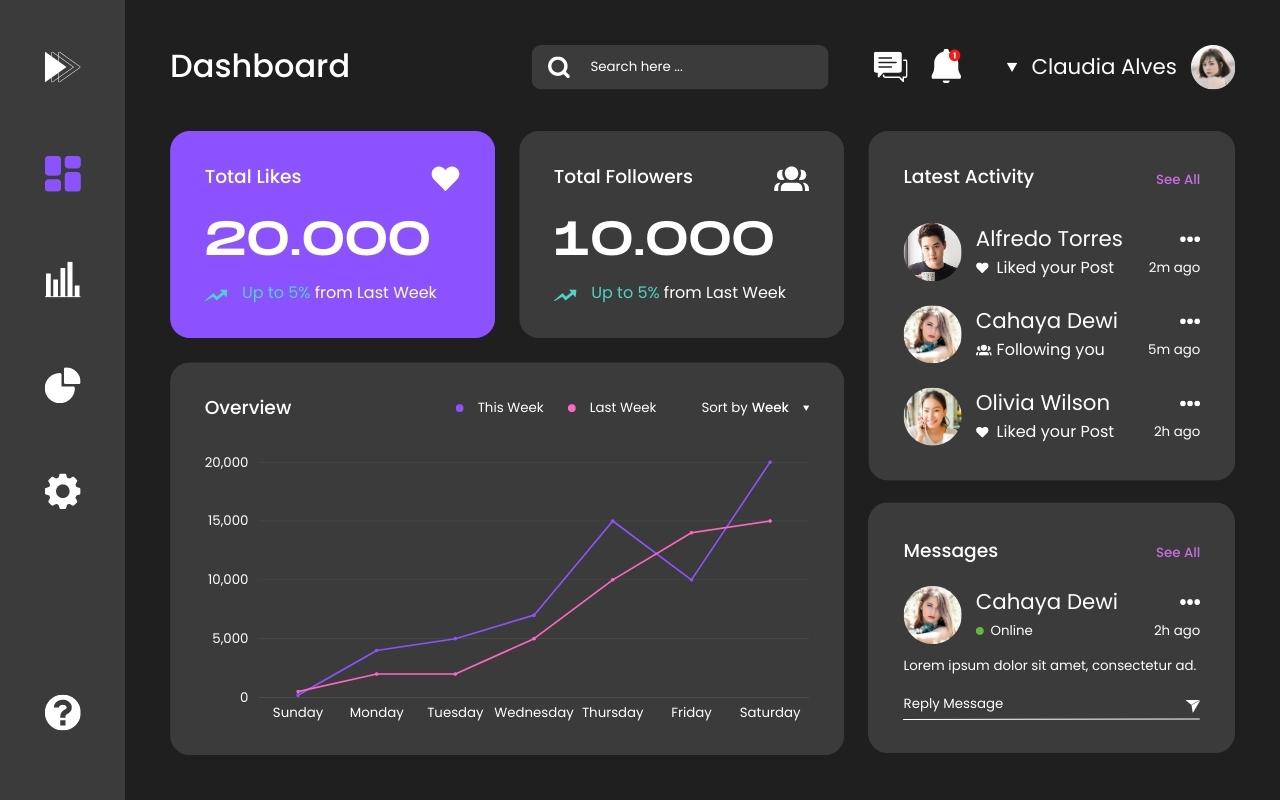 Dashboard
Search here ...
1
Claudia Alves
Total Likes
20.000
Up to 5% from Last Week
Total Followers
10.000
Up to 5% from Last Week
Overview
This Week
Last Week
Sort by Week
20,000
15,000
10,000
5,000
0
Sunday Monday Tuesday Wednesday Thursday Friday Saturday
Latest Activity
See All
Alfredo Torres
Liked your Post
2m ago
Cahaya Dewi
Following you
5m ago
Olivia Wilson
Liked your Post
2h ago
Messages
See All
Cahaya Dewi
Online
2h ago
Lorem ipsum dolor sit amet, consectetur ad.
Reply Message